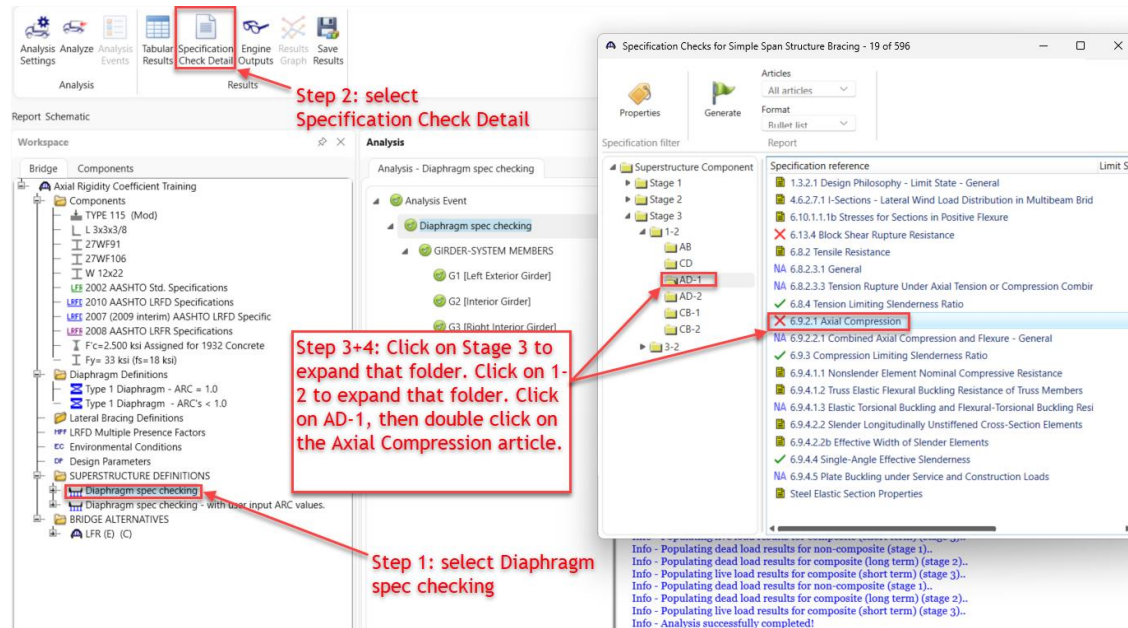 Analysis Settings
Analyze
Analysis Events
Tabular Results
Specification Check Detail
Engine Outputs
Results Graph
Save Results
Analysis
Results
Step 2: select
Specification Check Detail
Report Schematic
Workspace
Bridge
Components
Axial Rigidity Coefficient Training
Components
TYPE 115 (Mod)
L 3x3x3/8
27WF91
27WF106
W 12x22
LFR 2002 AASHTO Std. Specifications
LRFD 2010 AASHTO LRFD Specifications
LRFD 2007 (2009 interim) AASHTO LRFD Specific
LRFR 2008 AASHTO LRFR Specifications
F'c=2.500 ksi Assigned for 1932 Concrete
Fy= 33 ksi (fs=18 ksi)
Diaphragm Definitions
Type 1 Diaphragm - ARC = 1.0
Type 1 Diaphragm - ARC's < 1.0
Lateral Bracing Definitions
MPF LRFD Multiple Presence Factors
EC Environmental Conditions
DP Design Parameters
SUPERSTRUCTURE DEFINITIONS
Diaphragm spec checking
Diaphragm spec checking - with user input ARC values.
BRIDGE ALTERNATIVES
LFR (E) (C)
Step 1: select Diaphragm
spec checking
Analysis
Analysis - Diaphragm spec checking
Analysis Event
Diaphragm spec checking
GIRDER-SYSTEM MEMBERS
G1 [Left Exterior Girder]
G2 [Interior Girder]
G3 [Right Interior Girder]
Step 3+4: Click on Stage 3 to
expand that folder. Click on 1-
2 to expand that folder. Click
on AD-1, then double click on
the Axial Compression article.
Specification Checks for Simple Span Structure Bracing - 19 of 596
Properties
Generate
Articles
All articles
Format
Bullet list
Specification filter
Report
Superstructure Component
Stage 1
Stage 2
Stage 3
1-2
AB
CD
AD-1
AD-2
CB-1
CB-2
3-2
Specification reference
Limit S
1.3.2.1 Design Philosophy - Limit State - General
4.6.2.7.1 I-Sections - Lateral Wind Load Distribution in Multibeam Brid
6.10.1.1.1b Stresses for Sections in Positive Flexure
6.13.4 Block Shear Rupture Resistance
6.8.2 Tensile Resistance
NA 6.8.2.3.1 General
NA 6.8.2.3.3 Tension Rupture Under Axial Tension or Compression Combir
6.8.4 Tension Limiting Slenderness Ratio
6.9.2.1 Axial Compression
NA 6.9.2.2.1 Combined Axial Compression and Flexure - General
6.9.3 Compression Limiting Slenderness Ratio
6.9.4.1.1 Nonslender Element Nominal Compressive Resistance
6.9.4.1.2 Truss Elastic Flexural Buckling Resistance of Truss Members
NA 6.9.4.1.3 Elastic Torsional Buckling and Flexural-Torsional Buckling Resi
6.9.4.2.2 Slender Longitudinally Unstiffened Cross-Section Elements
6.9.4.2.2b Effective Width of Slender Elements
6.9.4.4 Single-Angle Effective Slenderness
NA 6.9.4.5 Plate Buckling under Service and Construction Loads
Steel Elastic Section Properties
Info - Populating live load results for composite (short term) (stage 3)..
Info - Populating dead load results for non-composite (stage 1)..
Info - Populating dead load results for composite (long term) (stage 2)..
Info - Populating live load results for composite (short term) (stage 3)..
Info - Populating dead load results for non-composite (stage 1)..
Info - Populating dead load results for composite (long term) (stage 2)..
Info - Populating live load results for composite (short term) (stage 3)..
Info - Analysis successfully completed!